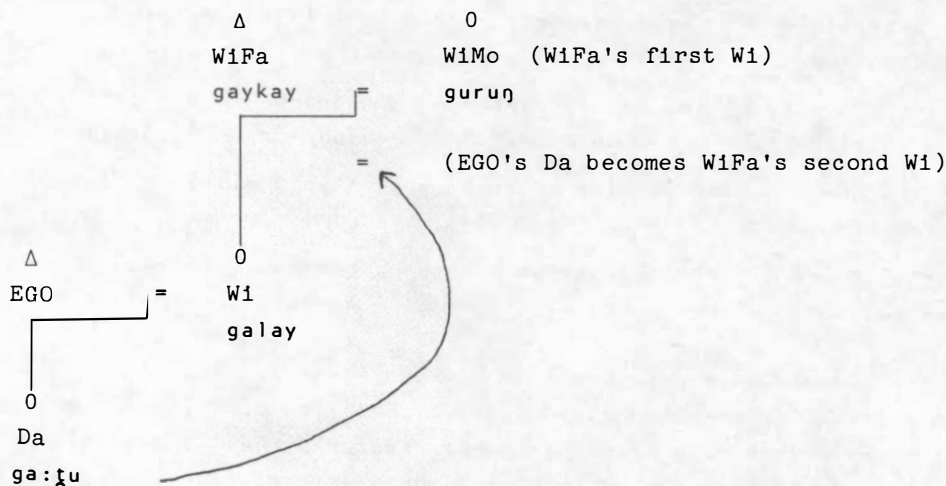 Δ 0
WiFa WiMo (WiFa's first Wi)
gaykay = guruŋ
= (EGO's Da becomes WiFa's second Wi)
Δ 0
EGO = Wi
galay
0
Da
ga:t̪u